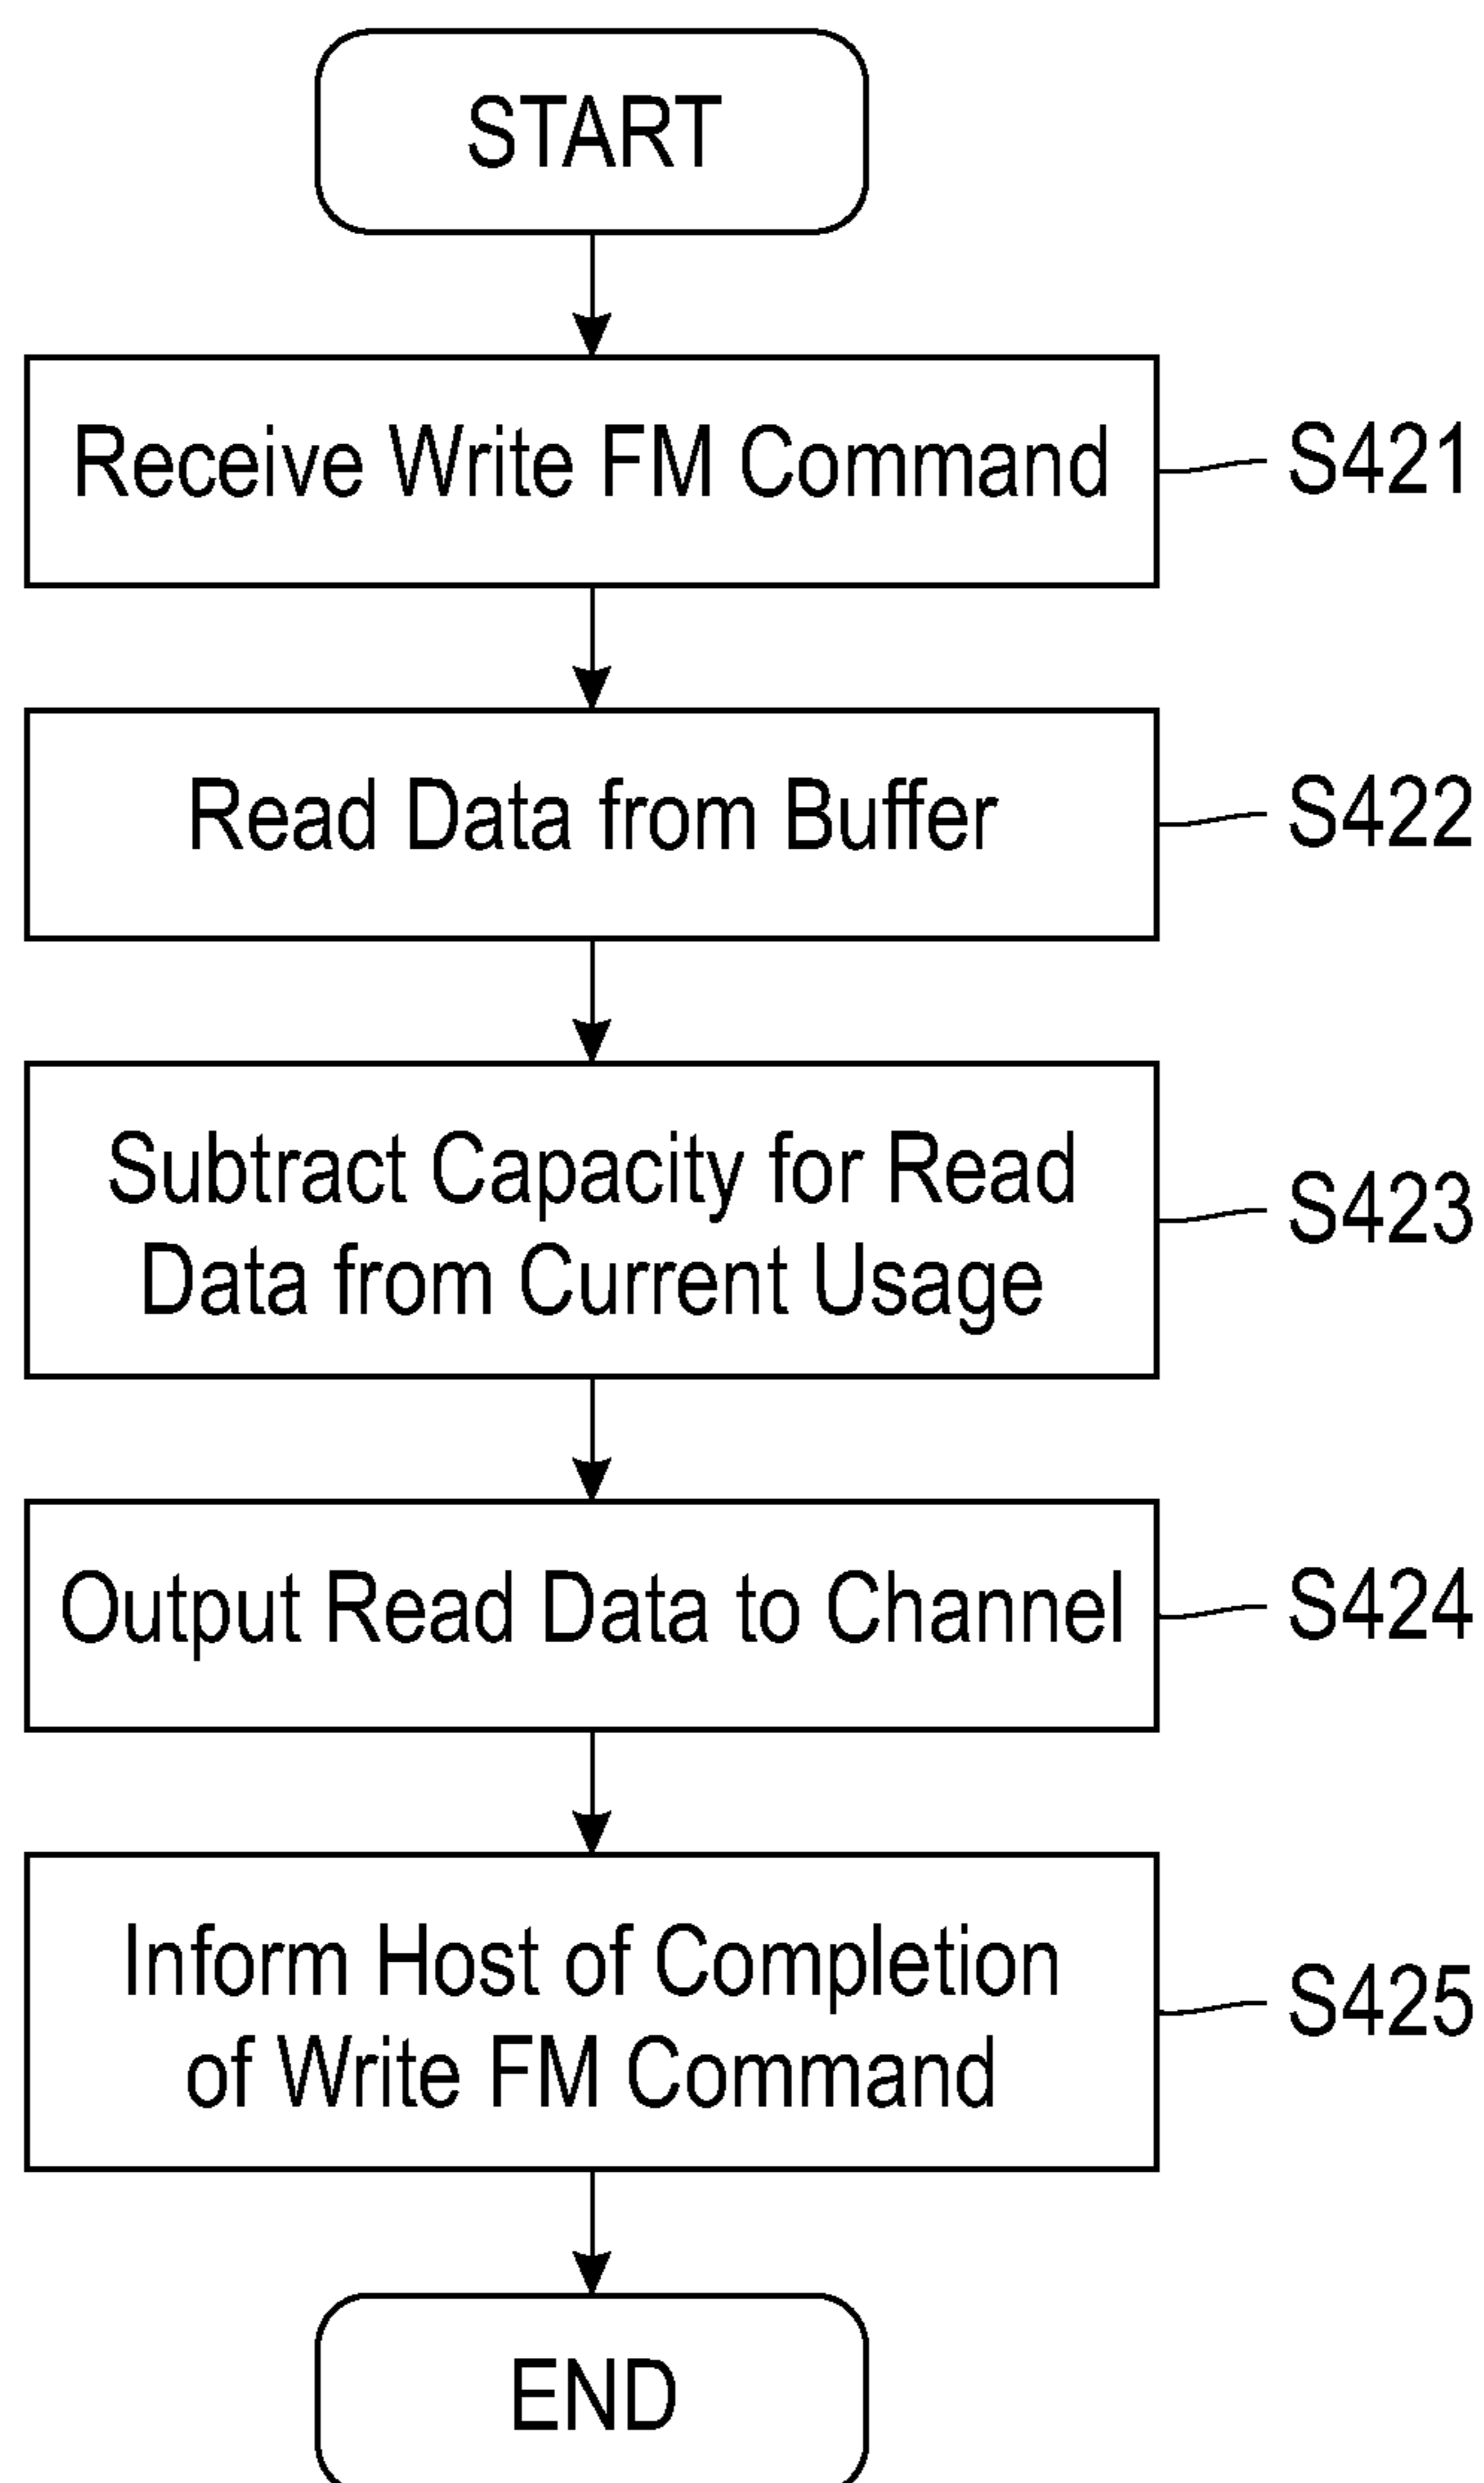 START
Receive Write FM Command
S421
Read Data from Buffer
S422
Subtract Capacity for Read
Data from Current Usage
S423
Output Read Data to Channel
S424
Inform Host of Completion
of Write FM Command
S425
END